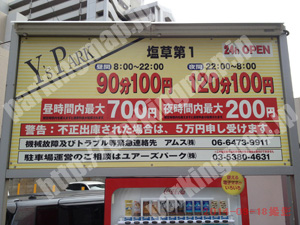 Y's PARK
塩草第1
24h OPEN
昼間 8:00～22:00
夜間 22:00～8:00
90分100円
120分100円
昼時間内最大700円
夜時間内最大200円
警告：不正出庫された場合は、5万円申し受けます。
機械故障及びトラブル等緊急連絡先 アムス㈱ 06-6473-9911
駐車場運営のご相談はユアーズパーク㈱ 03-5380-4631